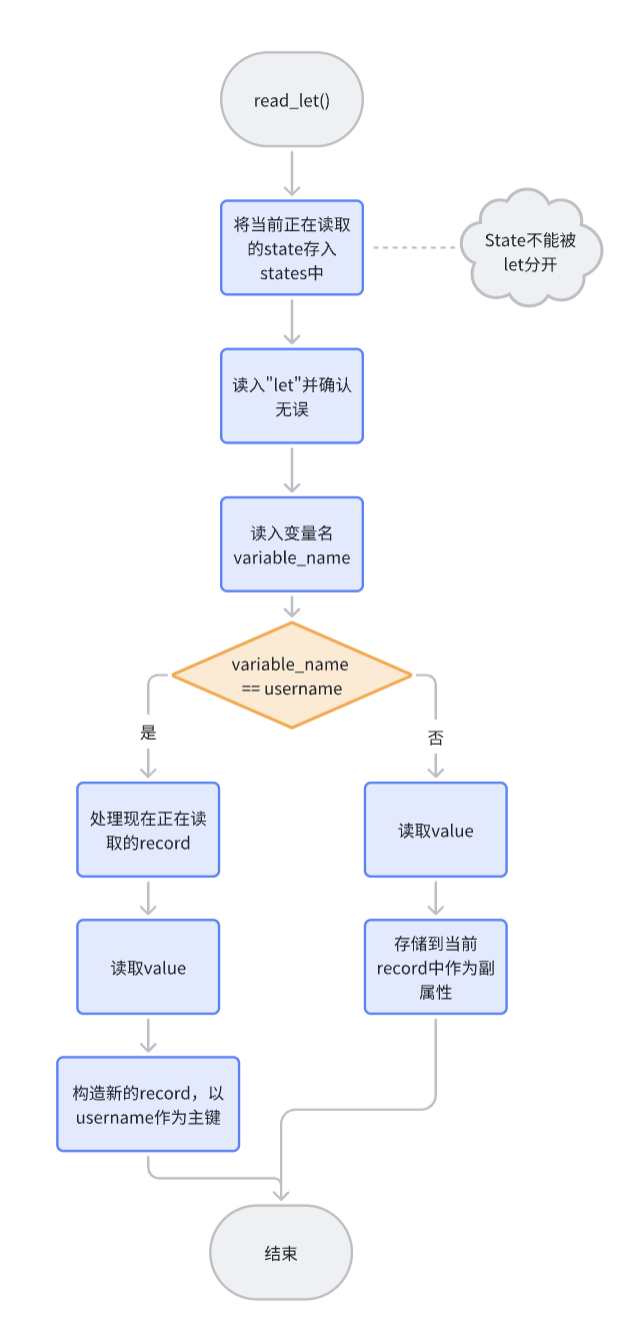 read_let()
将当前正在读取
的state存入
states中
State不能被
let分开
读入"let"并确认
无误
读入变量名
variable_name
variable_name
== username
是
否
处理现在正在读
取的record
读取value
读取value
存储到当前
record中作为副
属性
构造新的record，以
username作为主键
结束